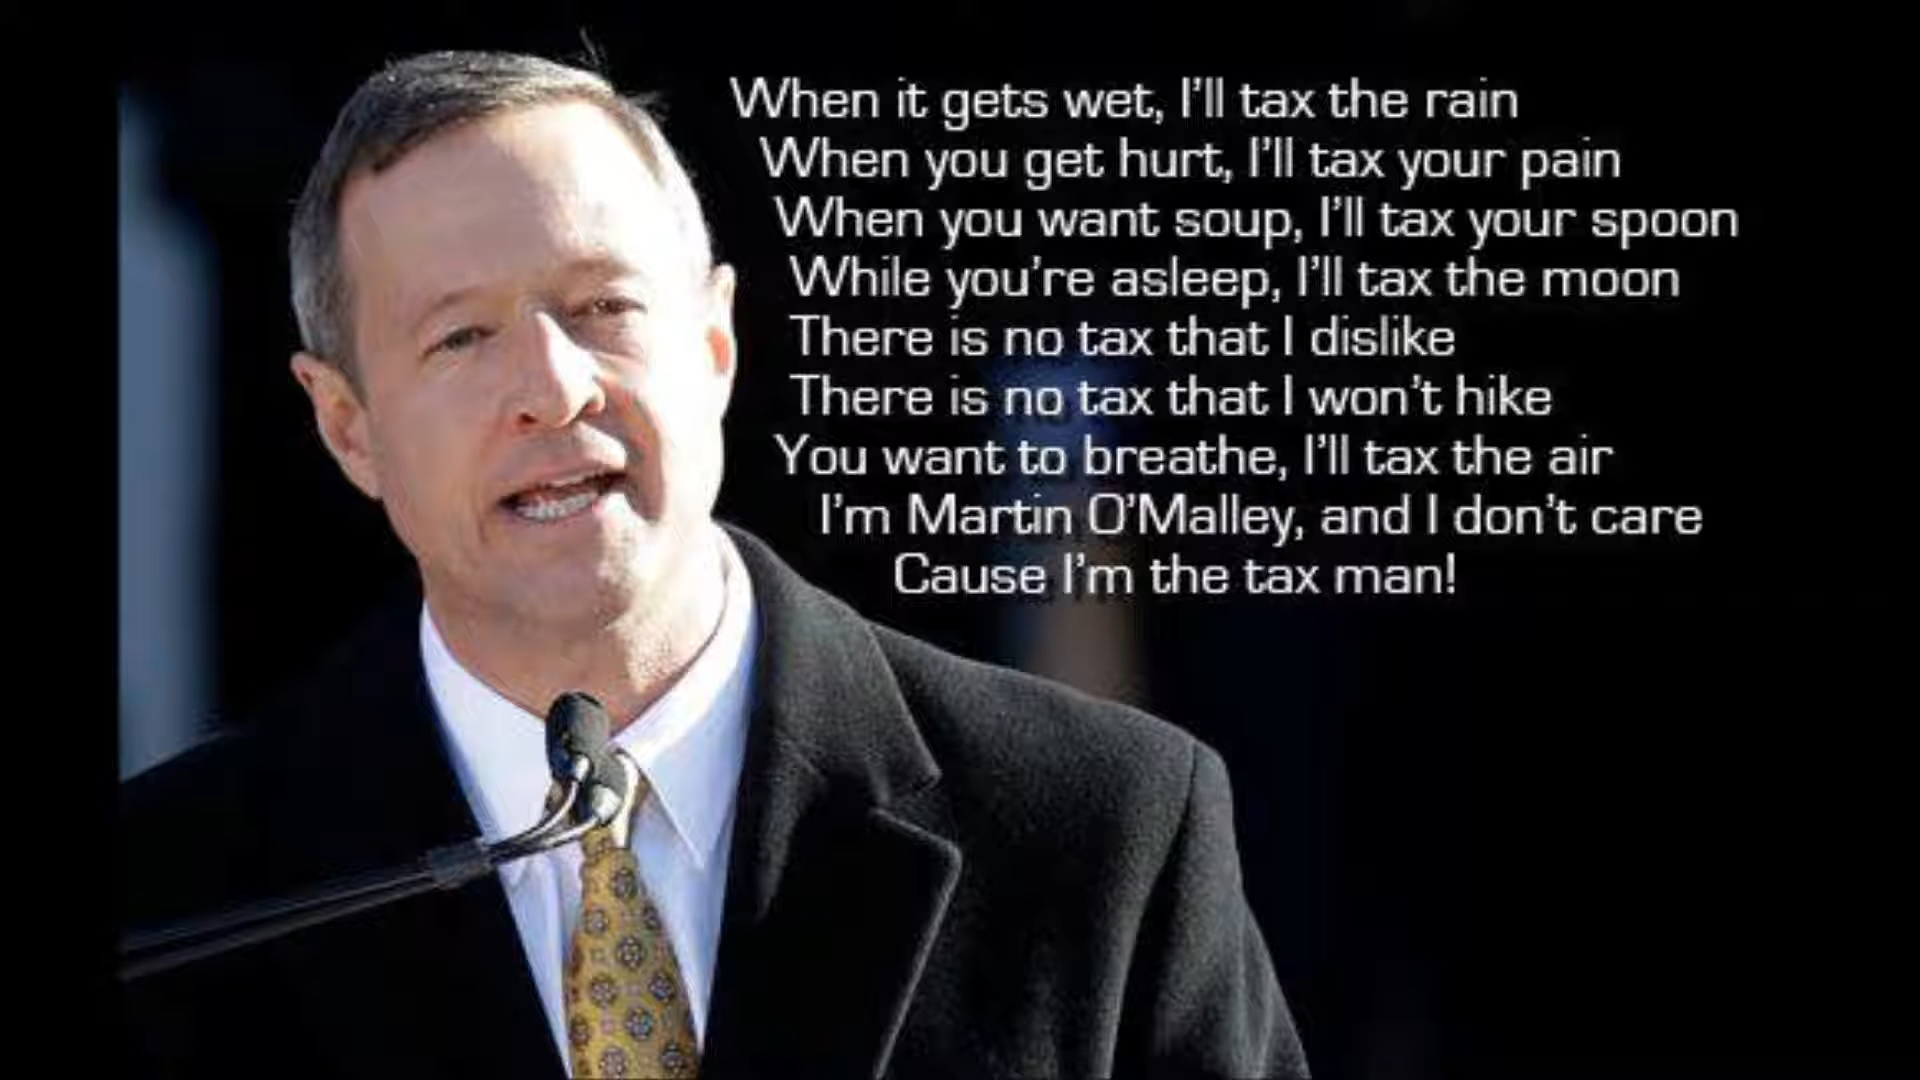 When it gets wet, I'll tax the rain
When you get hurt, I'll tax your pain
When you want soup, I'll tax your spoon
While you're asleep, I'll tax the moon
There is no tax that I dislike
There is no tax that I won't hike
You want to breathe, I'll tax the air
I'm Martin O'Malley, and I don't care
Cause I'm the tax man!